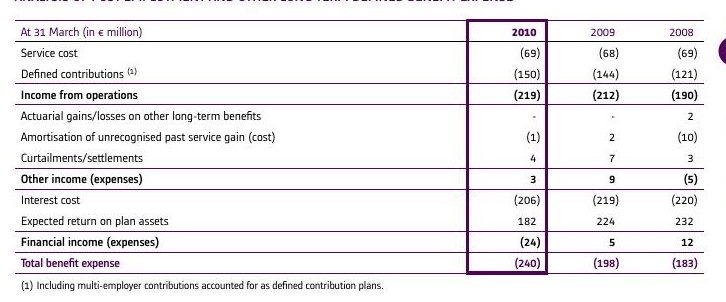 At 31 March (in € million) 2010 2009 2008
Service cost (69) (68) (69)
Defined contributions (1) (150) (144) (121)
Income from operations (219) (212) (190)
Actuarial gains/losses on other long-term benefits - - 2
Amortisation of unrecognised past service gain (cost) (1) 2 (10)
Curtailments/settlements 4 7 3
Other income (expenses) 3 9 (5)
Interest cost (206) (219) (220)
Expected return on plan assets 182 224 232
Financial income (expenses) (24) 5 12
Total benefit expense (240) (198) (183)
(1) Including multi-employer contributions accounted for as defined contribution plans.